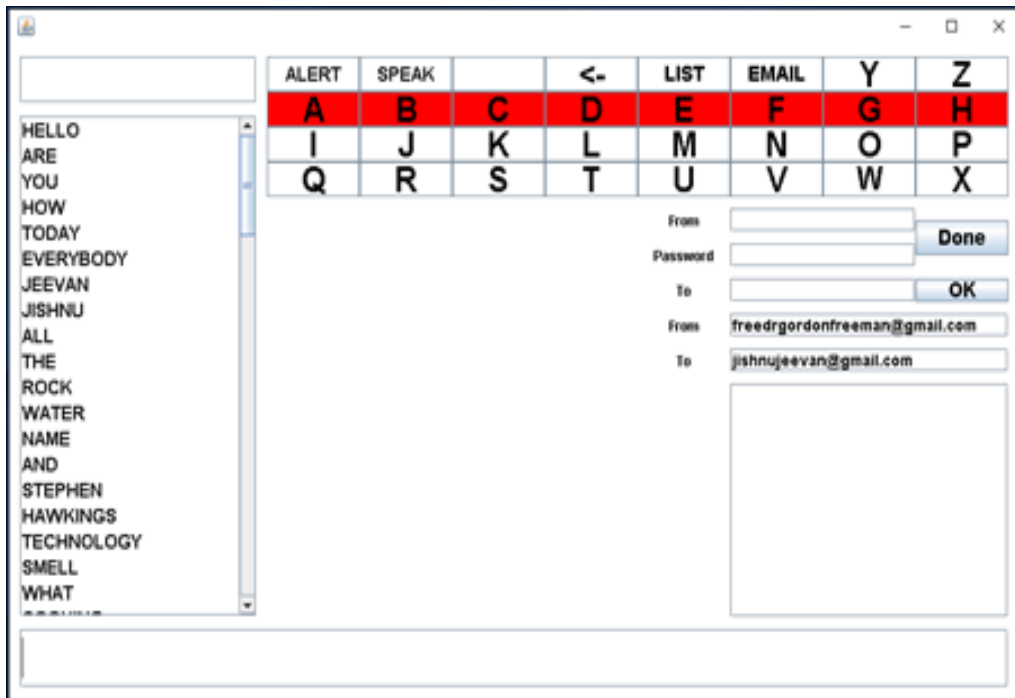 ALERT SPEAK <- LIST EMAIL Y Z
A B C D E F G H
I J K L M N O P
Q R S T U V W X
HELLO
ARE
YOU
HOW
TODAY
EVERYBODY
JEEVAN
JISHNU
ALL
THE
ROCK
WATER
NAME
AND
STEPHEN
HAWKINGS
TECHNOLOGY
SMELL
WHAT
From
Done
Password
To
OK
From freedrgordonfreeman@gmail.com
To jishnujeevan@gmail.com